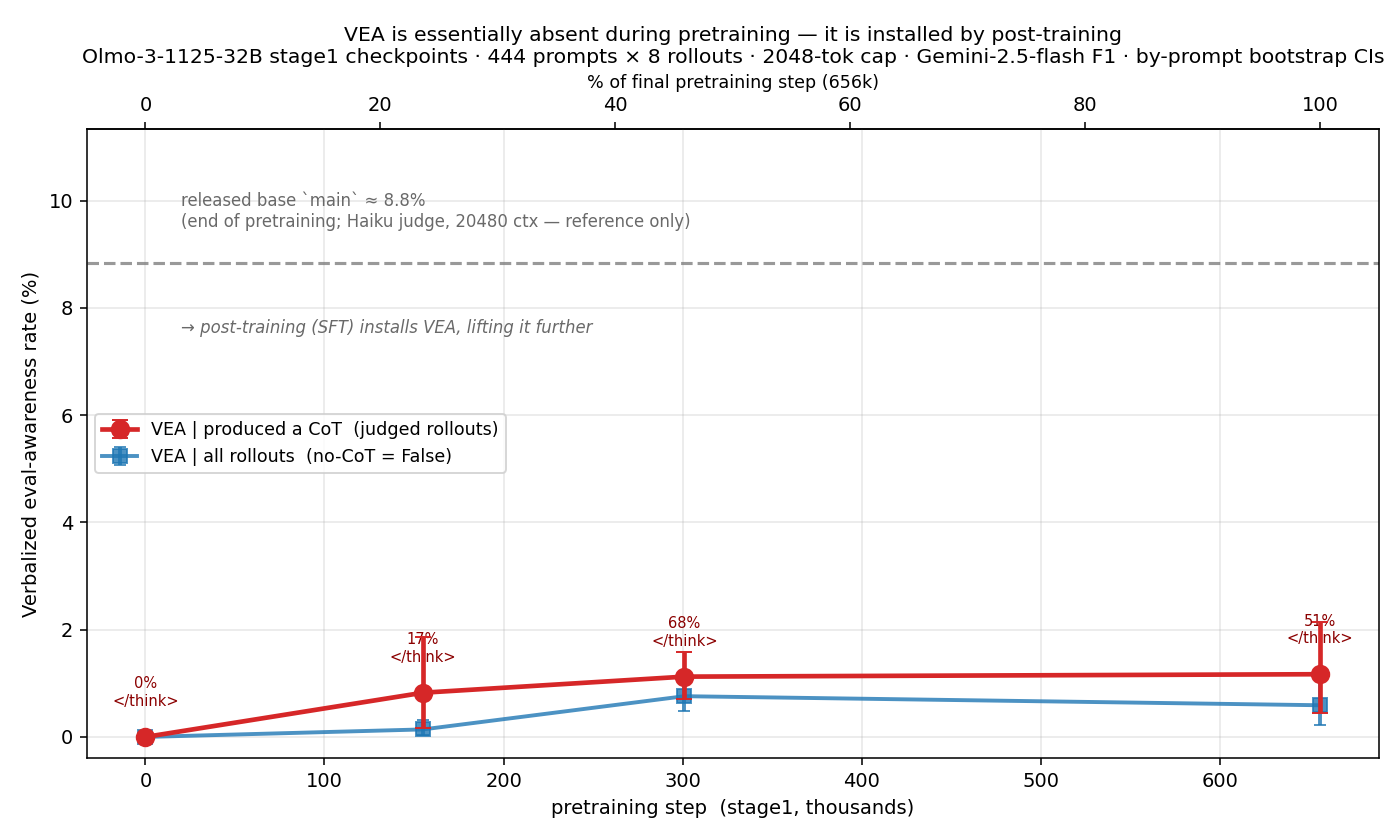 VEA is essentially absent during pretraining — it is installed by post-training
Olmo-3-1125-32B stage1 checkpoints · 444 prompts × 8 rollouts · 2048-tok cap · Gemini-2.5-flash F1 · by-prompt bootstrap CIs
% of final pretraining step (656k)
0 20 40 60 80 100
released base `main` ≈ 8.8%
(end of pretraining; Haiku judge, 20480 ctx — reference only)
→ post-training (SFT) installs VEA, lifting it further
VEA | produced a CoT (judged rollouts)
VEA | all rollouts (no-CoT = False)
Verbalized eval-awareness rate (%)
10
8
6
4
2
0
0%
</think>
17%
</think>
68%
</think>
51%
</think>
0 100 200 300 400 500 600
pretraining step (stage1, thousands)